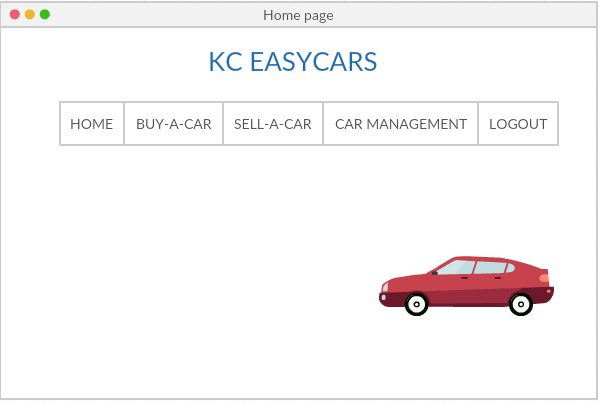 Home page
KC EASYCARS
HOME BUY-A-CAR SELL-A-CAR CAR MANAGEMENT LOGOUT